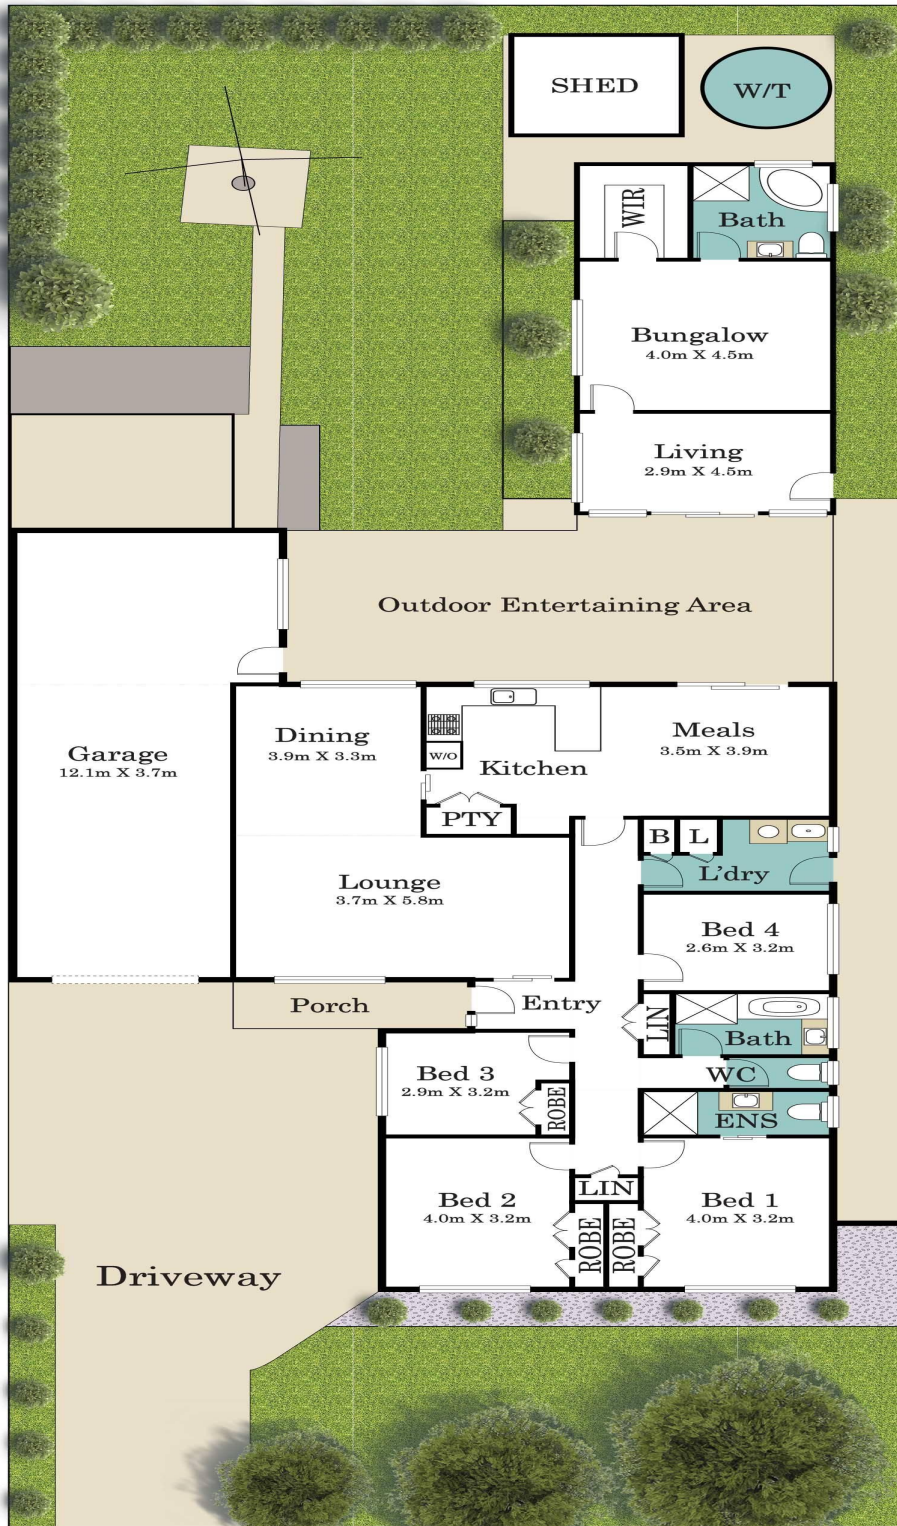 SHED
W/T
WIR
Bath
Bungalow
4.0m X 4.5m
Living
2.9m X 4.5m
Outdoor Entertaining Area
Garage
12.1m X 3.7m
Dining
3.9m X 3.3m
W/O
Kitchen
Meals
3.5m X 3.9m
PTY
B
L
L'dry
Lounge
3.7m X 5.8m
Bed 4
2.6m X 3.2m
Porch
Entry
LIN
Bath
Bed 3
2.9m X 3.2m
WC
ROBE
ENS
LIN
Bed 2
4.0m X 3.2m
ROBE
ROBE
Bed 1
4.0m X 3.2m
Driveway